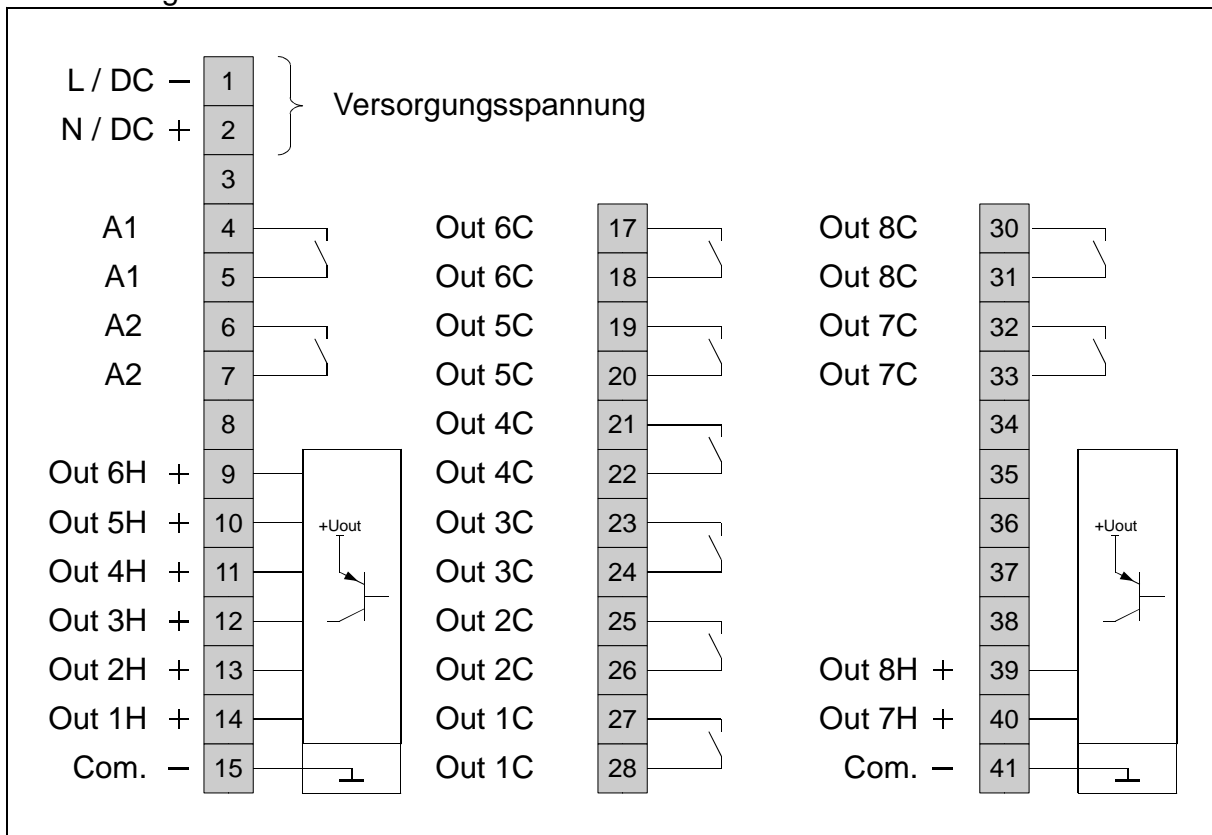 L / DC − 1
N / DC + 2
Versorgungsspannung
3
A1 4
A1 5
A2 6
A2 7
8
Out 6H + 9
Out 5H + 10
Out 4H + 11
Out 3H + 12
Out 2H + 13
Out 1H + 14
Com. − 15
+Uout
Out 6C 17
Out 6C 18
Out 5C 19
Out 5C 20
Out 4C 21
Out 4C 22
Out 3C 23
Out 3C 24
Out 2C 25
Out 2C 26
Out 1C 27
Out 1C 28
Out 8C 30
Out 8C 31
Out 7C 32
Out 7C 33
34
35
36
37
38
Out 8H + 39
Out 7H + 40
Com. − 41
+Uout